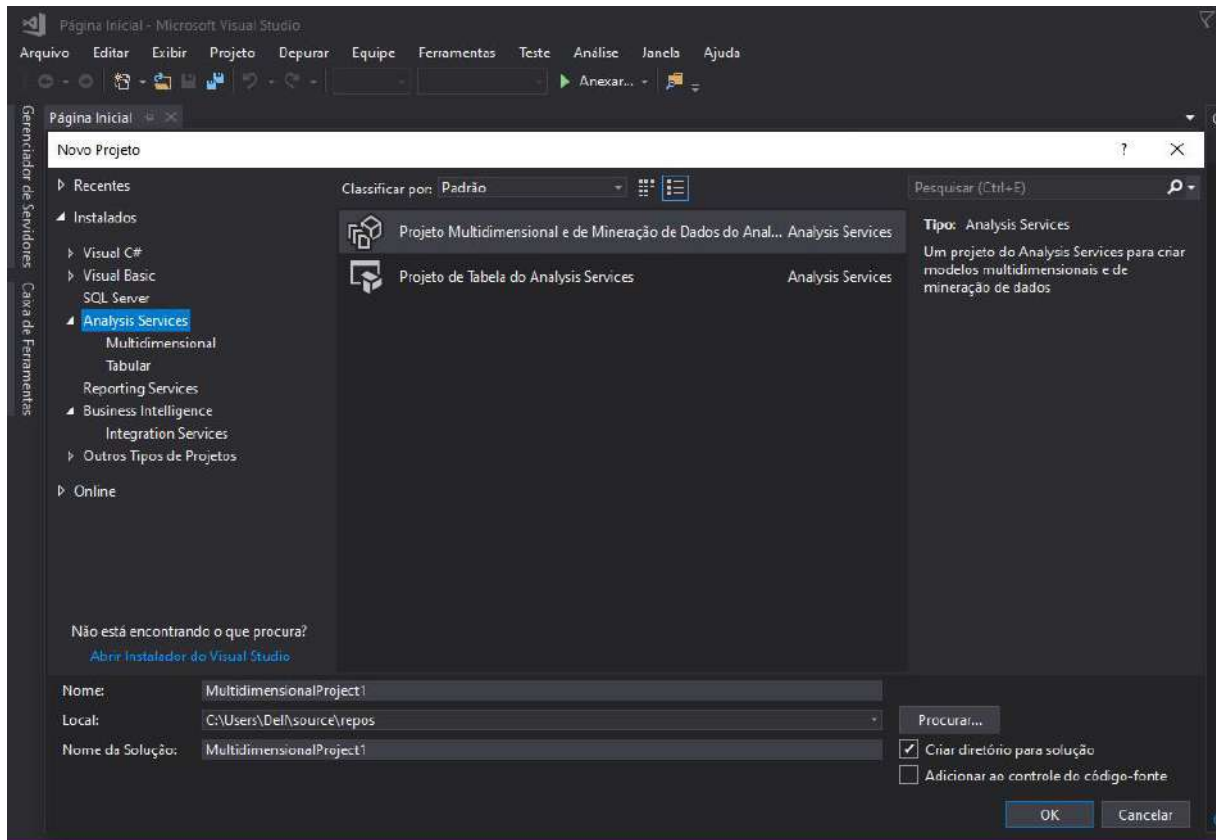 Página Inicial - Microsoft Visual Studio
Arquivo Editar Exibir Projeto Depurar Equipe Ferramentas Teste Análise Janela Ajuda
Anexar...
Gerenciador de Servidores
Caixa de Ferramentas
Página Inicial
Novo Projeto ?
Recentes
Instalados
Visual C#
Visual Basic
SQL Server
Analysis Services
Multidimensional
Tabular
Reporting Services
Business Intelligence
Integration Services
Outros Tipos de Projetos
Online
Não está encontrando o que procura?
Abrir Instalador do Visual Studio
Classificar por: Padrão
Projeto Multidimensional e de Mineração de Dados do Anal... Analysis Services
Projeto de Tabela do Analysis Services Analysis Services
Pesquisar (Ctrl+E)
Tipo: Analysis Services
Um projeto do Analysis Services para criar
modelos multidimensionais e de
mineração de dados
Nome: MultidimensionalProject1
Local: C:\Users\Dell\source\repos Procurar...
Nome da Solução: MultidimensionalProject1
Criar diretório para solução
Adicionar ao controle do código-fonte
OK Cancelar